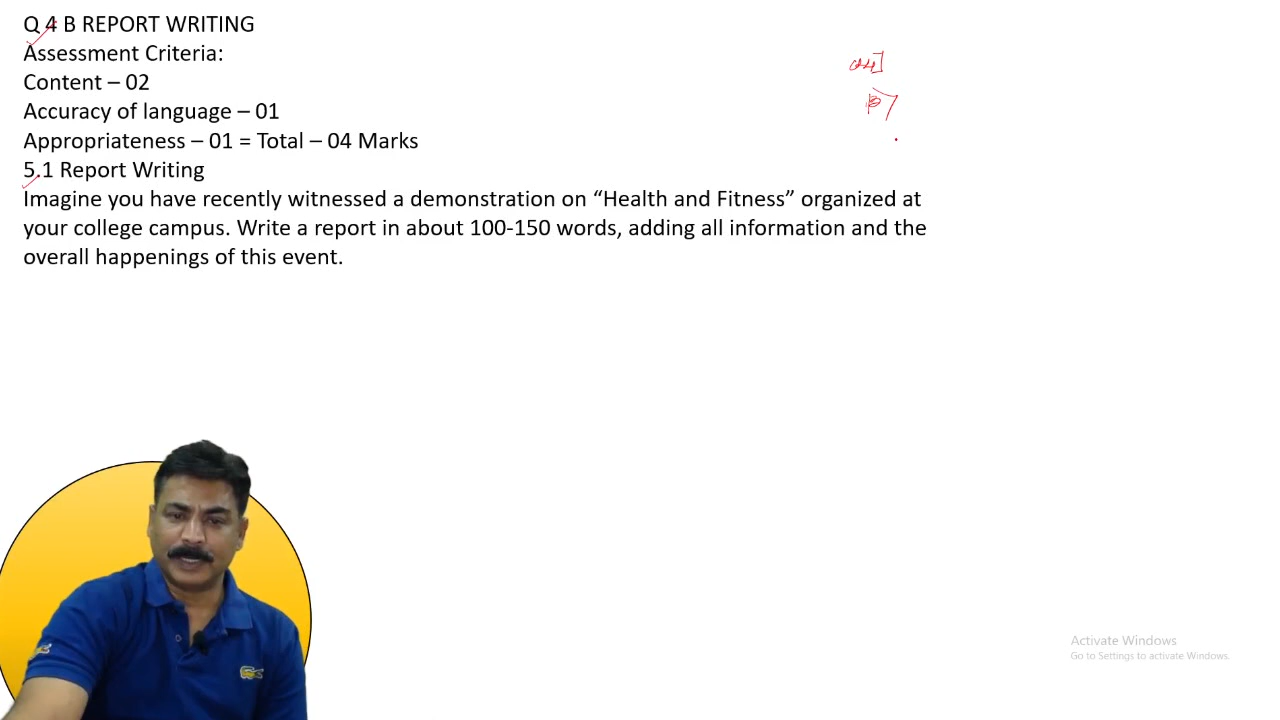 Q 4 B REPORT WRITING
Assessment Criteria:
Content – 02
Accuracy of language – 01
Appropriateness – 01 = Total – 04 Marks
5.1 Report Writing
Imagine you have recently witnessed a demonstration on “Health and Fitness” organized at
your college campus. Write a report in about 100-150 words, adding all information and the
overall happenings of this event.
Q4]
B)
Activate Windows
Go to Settings to activate Windows.